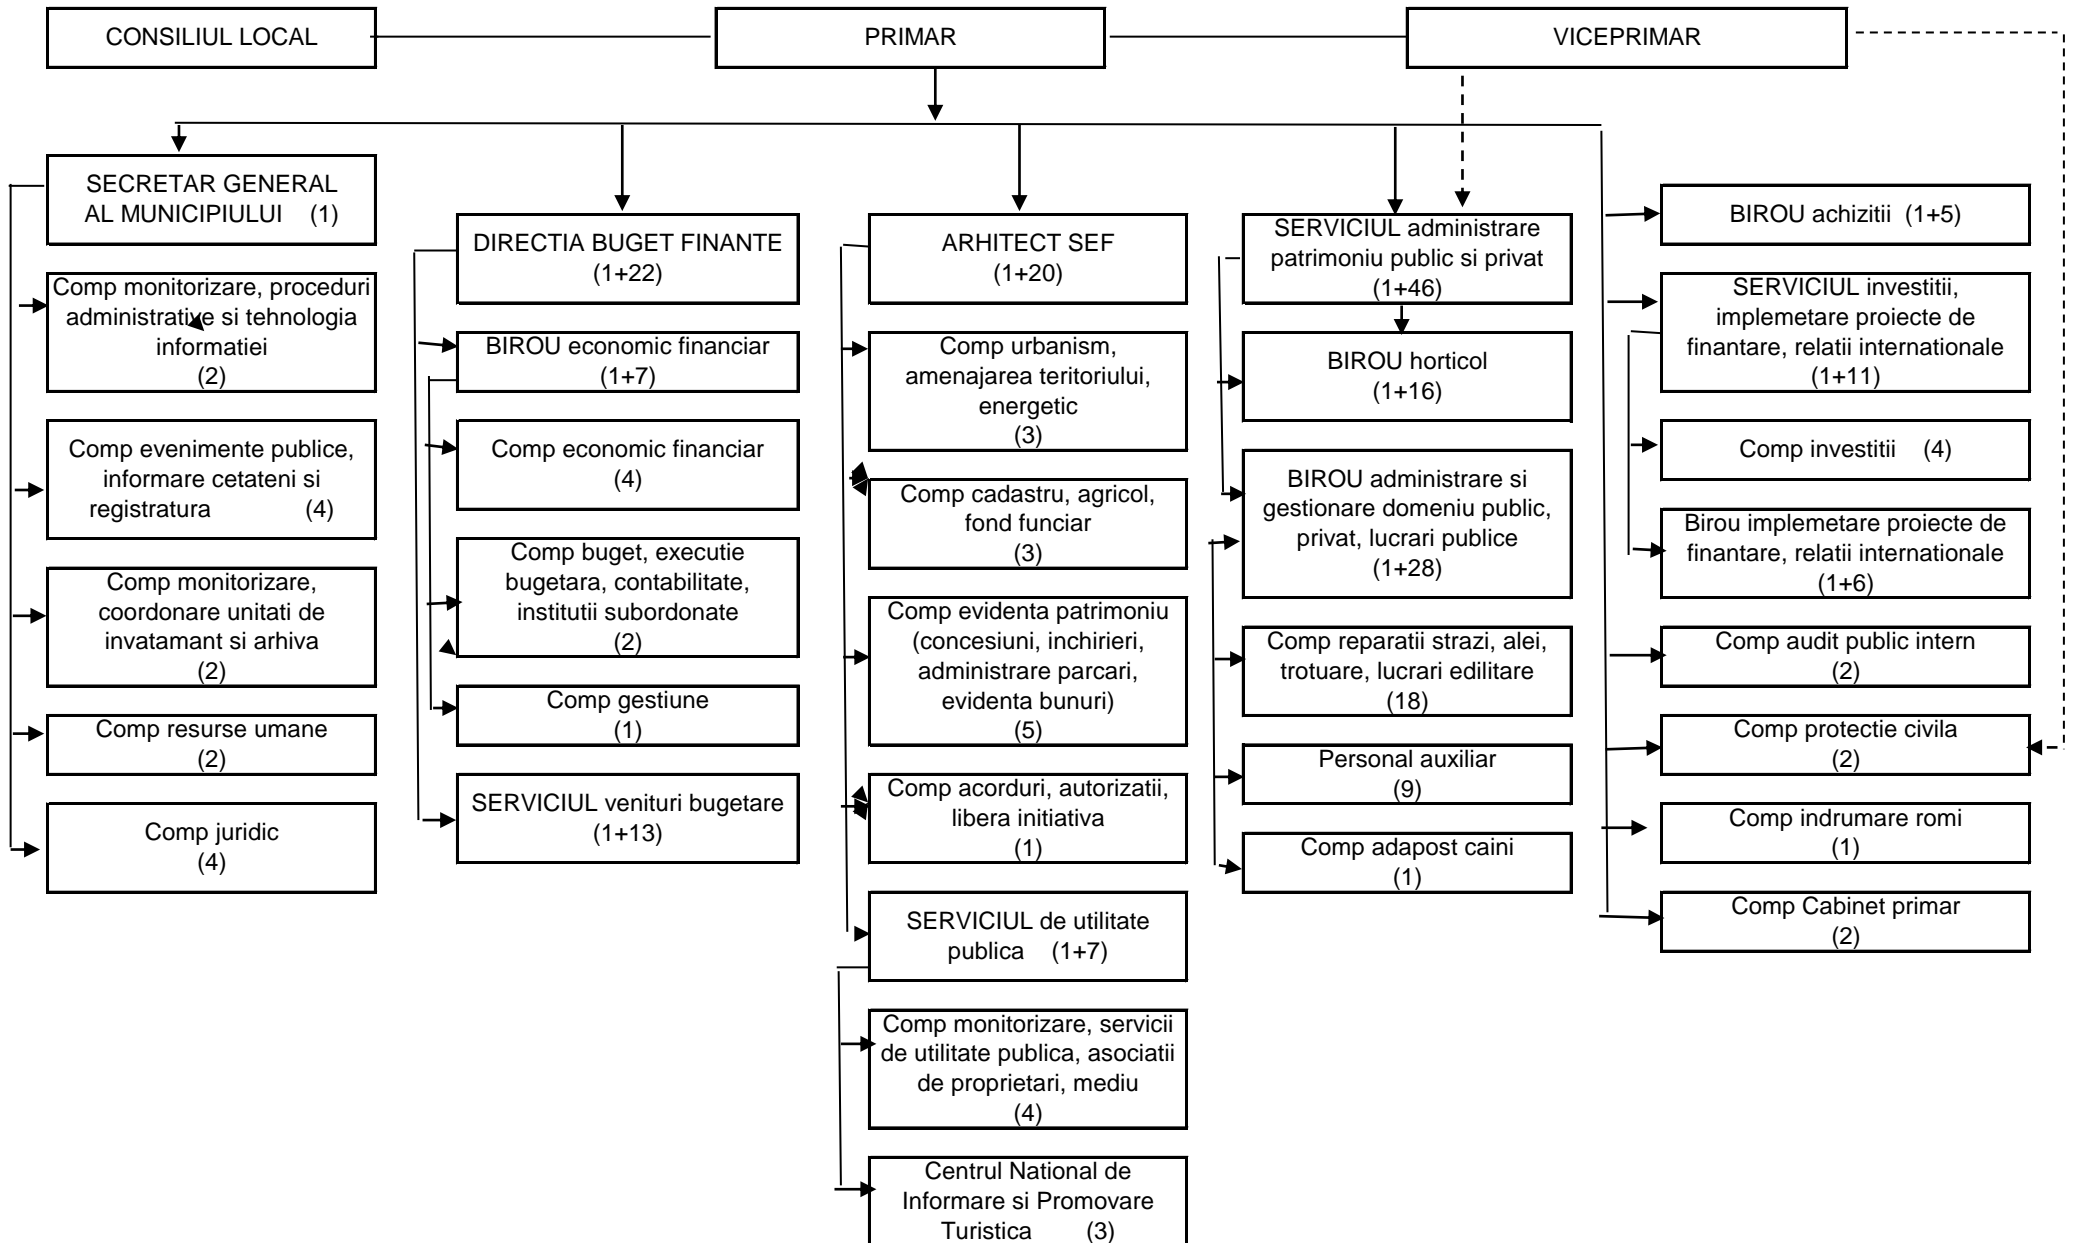 CONSILIUL LOCAL
PRIMAR
VICEPRIMAR
SECRETAR GENERAL
AL MUNICIPIULUI (1)
Comp monitorizare, proceduri
administrative si tehnologia
informatiei
(2)
Comp evenimente publice,
informare cetateni si
registratura (4)
Comp monitorizare,
coordonare unitati de
invatamant si arhiva
(2)
Comp resurse umane
(2)
Comp juridic
(4)
DIRECTIA BUGET FINANTE
(1+22)
BIROU economic financiar
(1+7)
Comp economic financiar
(4)
Comp buget, executie
bugetara, contabilitate,
institutii subordonate
(2)
Comp gestiune
(1)
SERVICIUL venituri bugetare
(1+13)
ARHITECT SEF
(1+20)
Comp urbanism,
amenajarea teritoriului,
energetic
(3)
Comp cadastru, agricol,
fond funciar
(3)
Comp evidenta patrimoniu
(concesiuni, inchirieri,
administrare parcari,
evidenta bunuri)
(5)
Comp acorduri, autorizatii,
libera initiativa
(1)
SERVICIUL de utilitate
publica (1+7)
Comp monitorizare, servicii
de utilitate publica, asociatii
de proprietari, mediu
(4)
Centrul National de
Informare si Promovare
Turistica (3)
SERVICIUL administrare
patrimoniu public si privat
(1+46)
BIROU horticol
(1+16)
BIROU administrare si
gestionare domeniu public,
privat, lucrari publice
(1+28)
Comp reparatii strazi, alei,
trotuare, lucrari edilitare
(18)
Personal auxiliar
(9)
Comp adapost caini
(1)
BIROU achizitii (1+5)
SERVICIUL investitii,
implemetare proiecte de
finantare, relatii internationale
(1+11)
Comp investitii (4)
Birou implemetare proiecte de
finantare, relatii internationale
(1+6)
Comp audit public intern
(2)
Comp protectie civila
(2)
Comp indrumare romi
(1)
Comp Cabinet primar
(2)